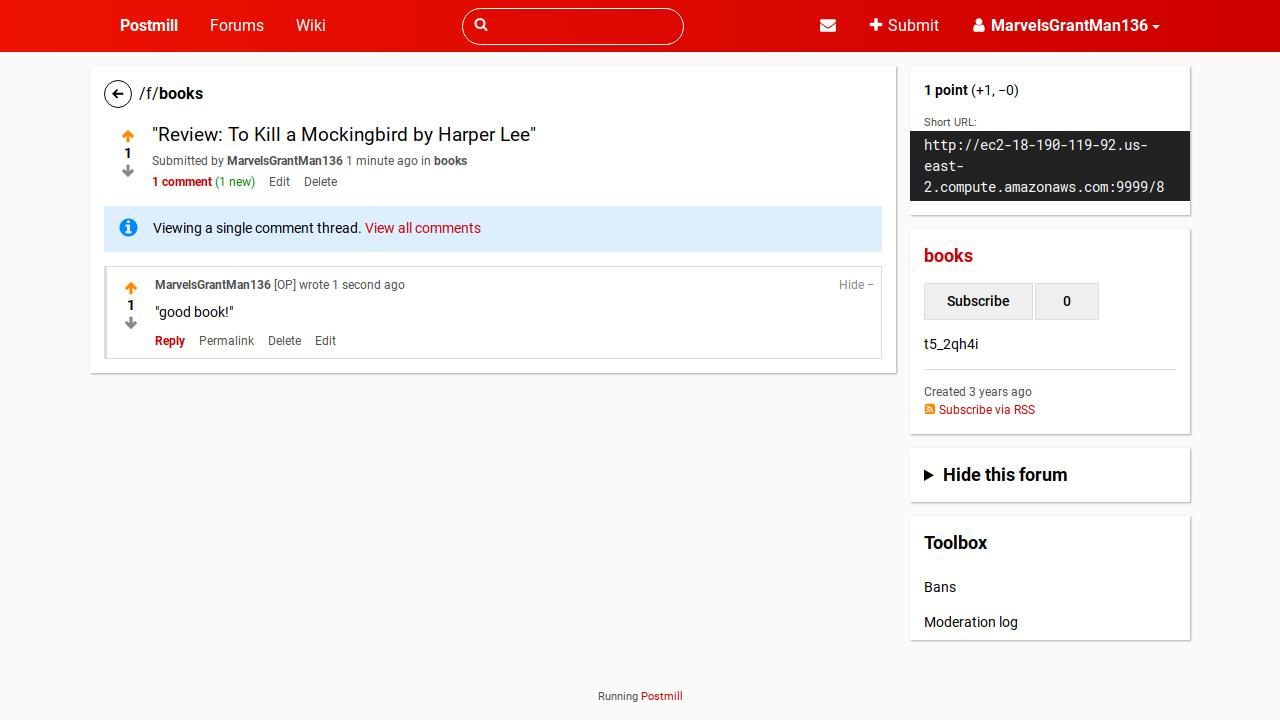 Postmill
Forums
Wiki
Submit
MarvelsGrantMan136
/f/books
"Review: To Kill a Mockingbird by Harper Lee"
1
Submitted by MarvelsGrantMan136 1 minute ago in books
1 comment (1 new) Edit Delete
Viewing a single comment thread. View all comments
MarvelsGrantMan136 [OP] wrote 1 second ago
Hide −
1
"good book!"
Reply Permalink Delete Edit
1 point (+1, −0)
Short URL:
http://ec2-18-190-119-92.us-
east-
2.compute.amazonaws.com:9999/8
books
Subscribe 0
t5_2qh4i
Created 3 years ago
Subscribe via RSS
Hide this forum
Toolbox
Bans
Moderation log
Running Postmill